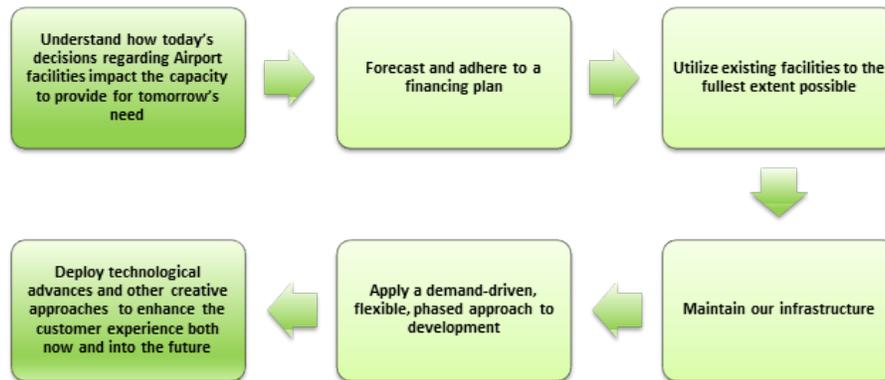 Understand how today's
decisions regarding Airport
facilities impact the capacity
to provide for tomorrow's
need
Forecast and adhere to a
financing plan
Utilize existing facilities to the
fullest extent possible
Maintain our infrastructure
Apply a demand-driven,
flexible, phased approach to
development
Deploy technological
advances and other creative
approaches to enhance the
customer experience both
now and into the future